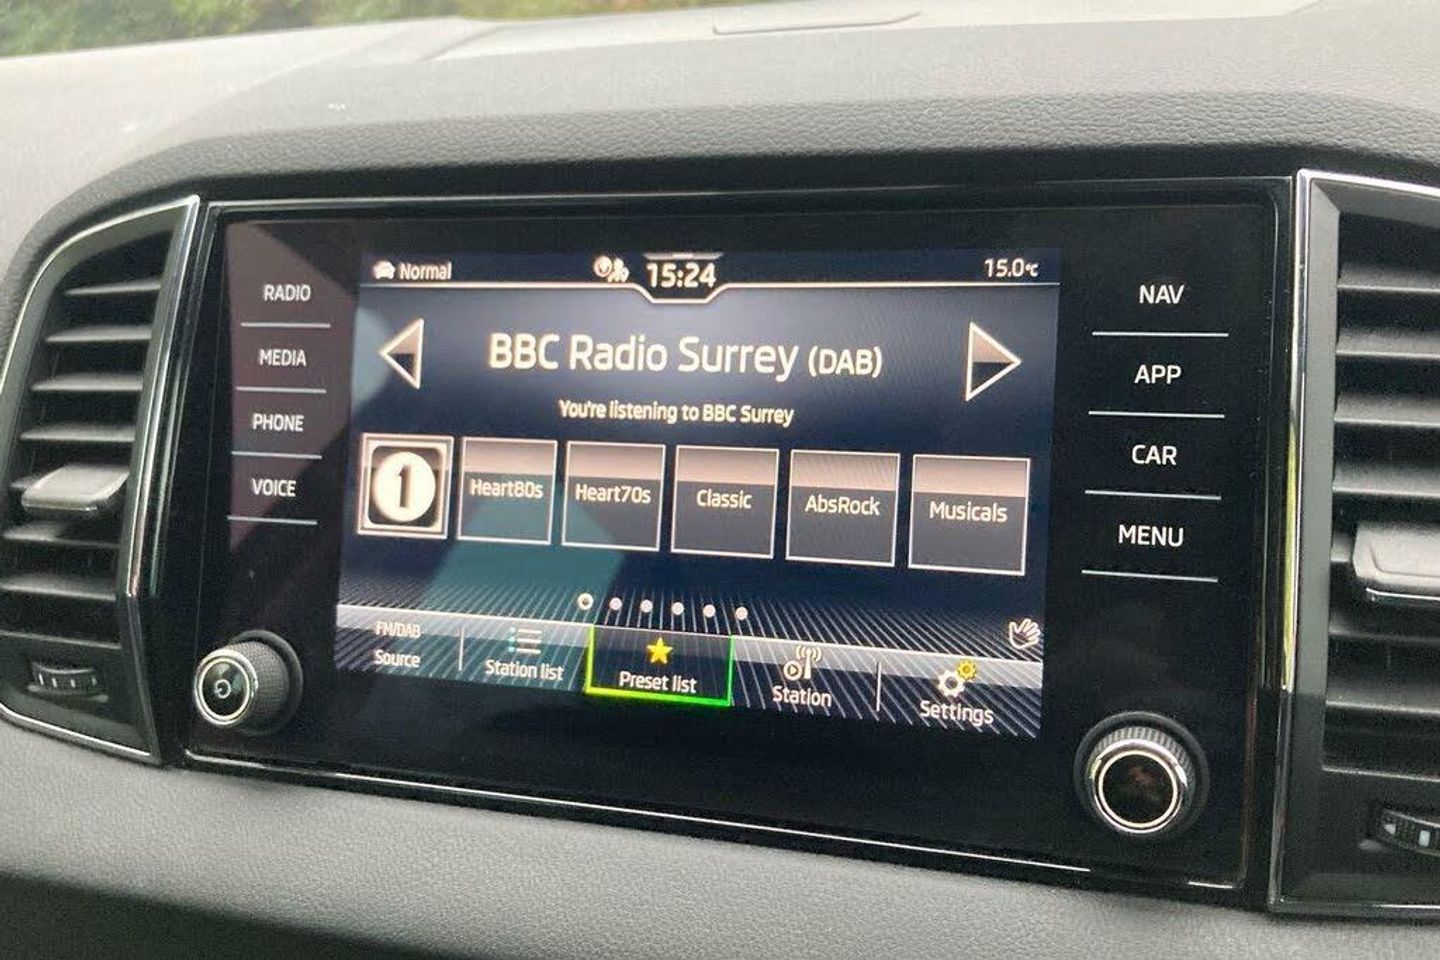 Normal 15:24 15.0°C
RADIO
MEDIA
PHONE
VOICE
BBC Radio Surrey (DAB)
You're listening to BBC Surrey
1 Heart80s Heart70s Classic AbsRock Musicals
FM/DAB
Source Station list Preset list Station Settings
NAV
APP
CAR
MENU